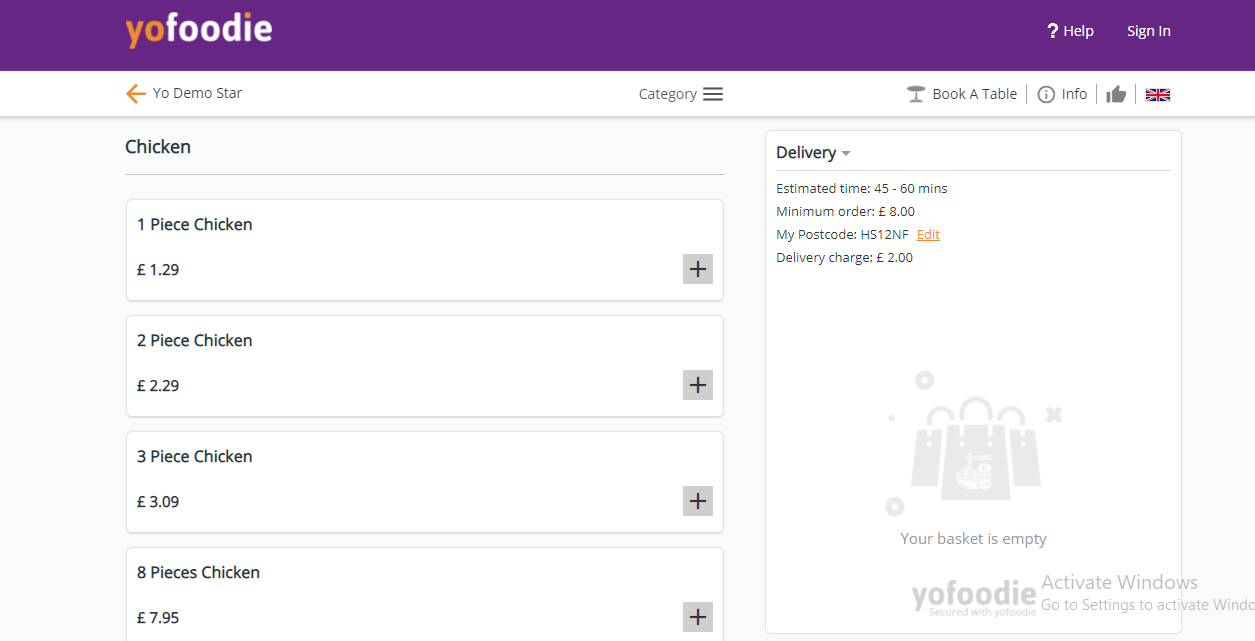 yofoodie
? Help Sign In
Yo Demo Star Category Book A Table Info
Chicken
1 Piece Chicken
£ 1.29
2 Piece Chicken
£ 2.29
3 Piece Chicken
£ 3.09
8 Pieces Chicken
£ 7.95
Delivery
Estimated time: 45 - 60 mins
Minimum order: £ 8.00
My Postcode: HS12NF Edit
Delivery charge: £ 2.00
Your basket is empty
yofoodie
Secured with yofoodie
Activate Windows
Go to Settings to activate Windo